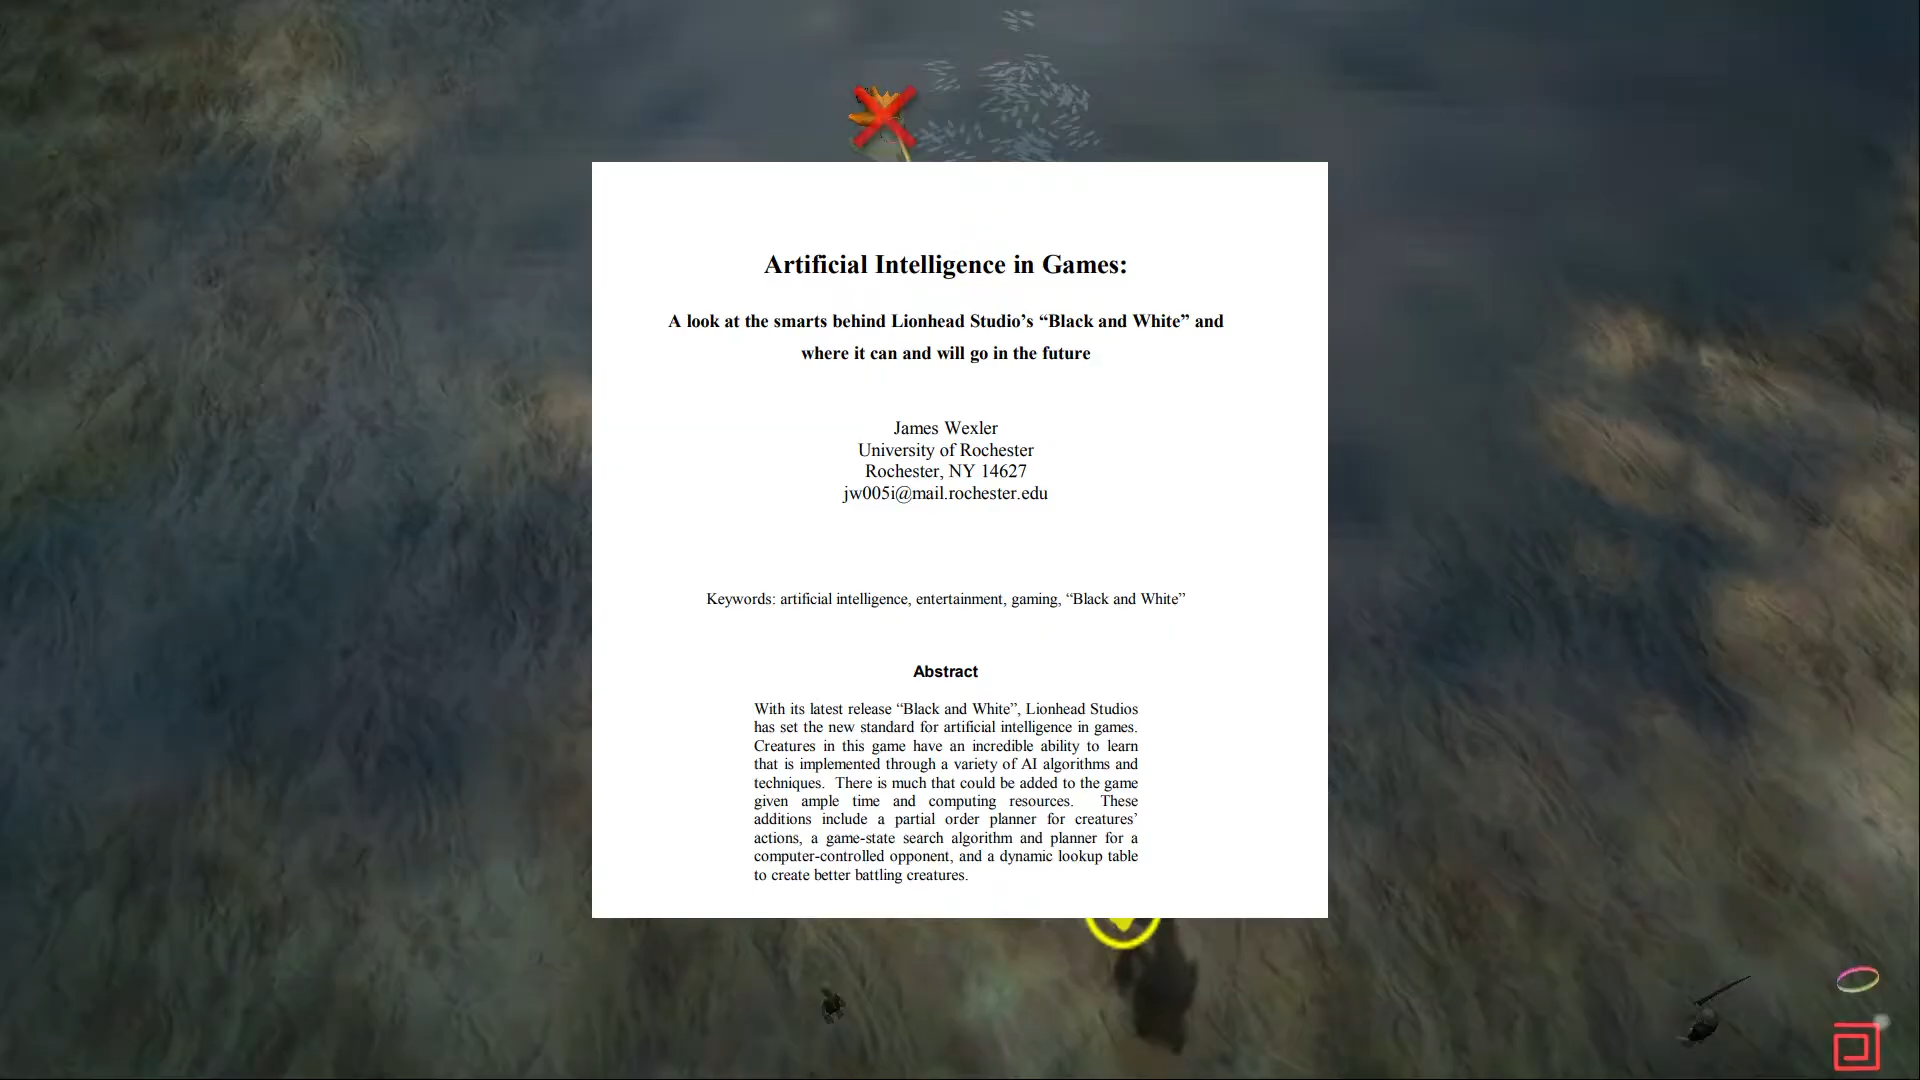 Artificial Intelligence in Games:
A look at the smarts behind Lionhead Studio’s “Black and White” and
where it can and will go in the future
James Wexler
University of Rochester
Rochester, NY 14627
jw005i@mail.rochester.edu
Keywords: artificial intelligence, entertainment, gaming, “Black and White”
Abstract
With its latest release “Black and White”, Lionhead Studios
has set the new standard for artificial intelligence in games.
Creatures in this game have an incredible ability to learn
that is implemented through a variety of AI algorithms and
techniques. There is much that could be added to the game
given ample time and computing resources. These
additions include a partial order planner for creatures’
actions, a game-state search algorithm and planner for a
computer-controlled opponent, and a dynamic lookup table
to create better battling creatures.